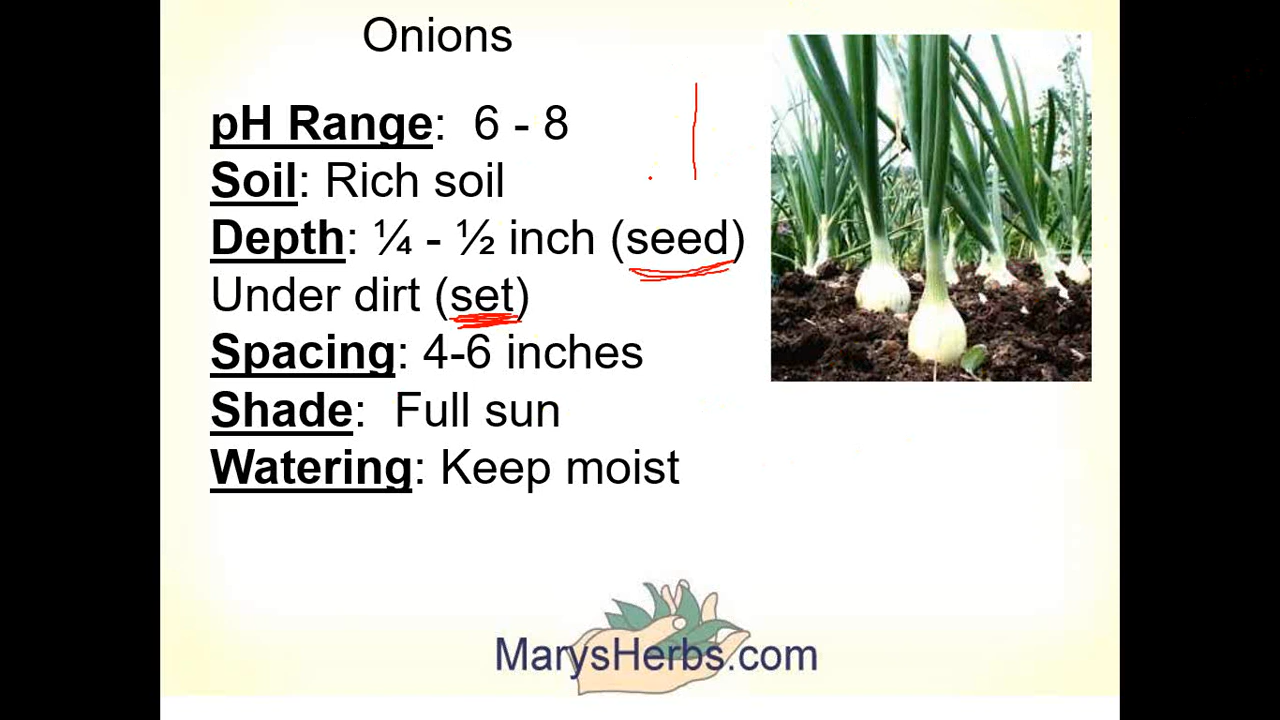 Onions
pH Range:  6 - 8
Soil: Rich soil
Depth: ¼ - ½ inch (seed)
Under dirt (set)
Spacing: 4-6 inches
Shade:  Full sun
Watering: Keep moist
MarysHerbs.com